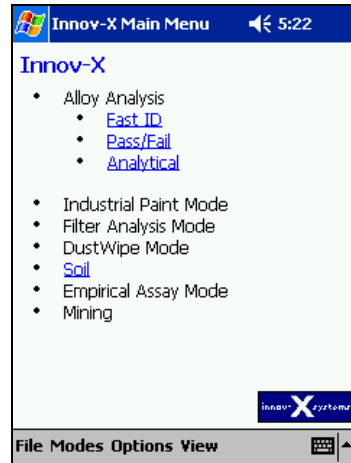 Innov-X Main Menu 5:22
Innov-X
• Alloy Analysis
• Fast ID
• Pass/Fail
• Analytical
• Industrial Paint Mode
• Filter Analysis Mode
• DustWipe Mode
• Soil
• Empirical Assay Mode
• Mining
innov-X systems
File Modes Options View